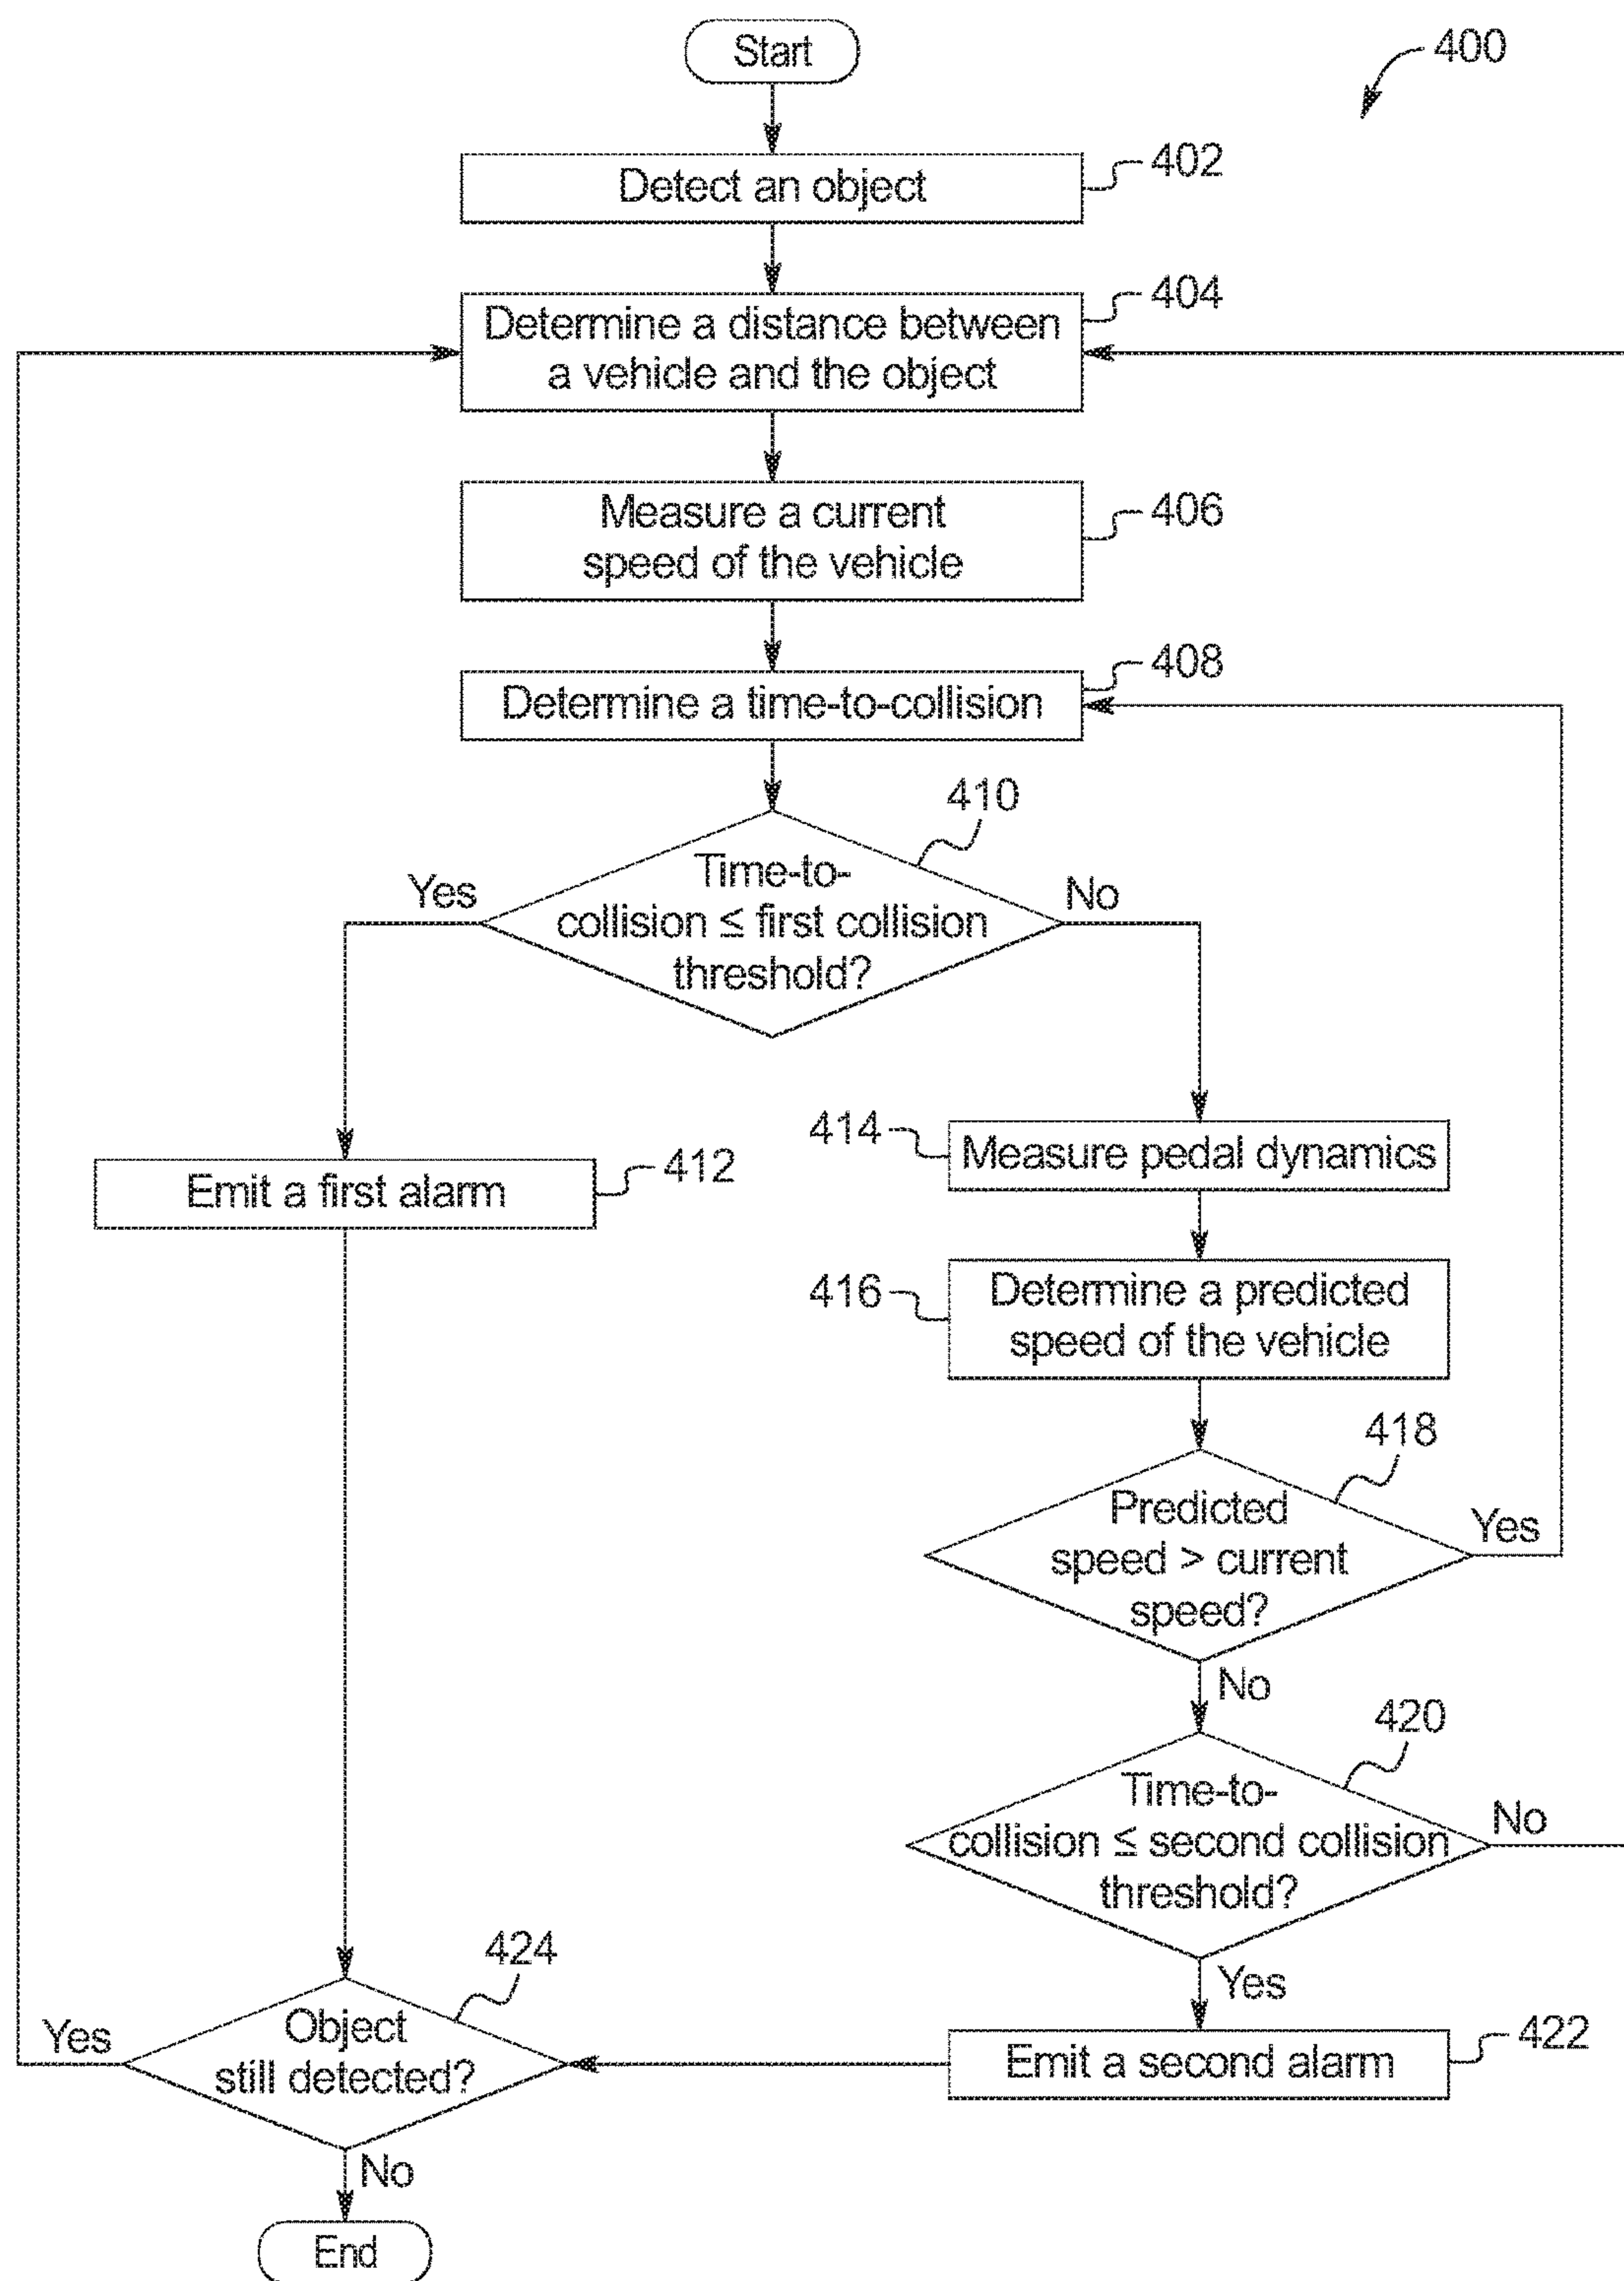 Start
400
Detect an object
402
Determine a distance between
a vehicle and the object
404
Measure a current
speed of the vehicle
406
Determine a time-to-collision
408
410
Time-to-
collision ≤ first collision
threshold?
Yes
No
Emit a first alarm
412
414
Measure pedal dynamics
416
Determine a predicted
speed of the vehicle
418
Predicted
speed > current
speed?
Yes
No
420
Time-to-
collision ≤ second collision
threshold?
No
Yes
422
Emit a second alarm
424
Object
still detected?
Yes
No
End